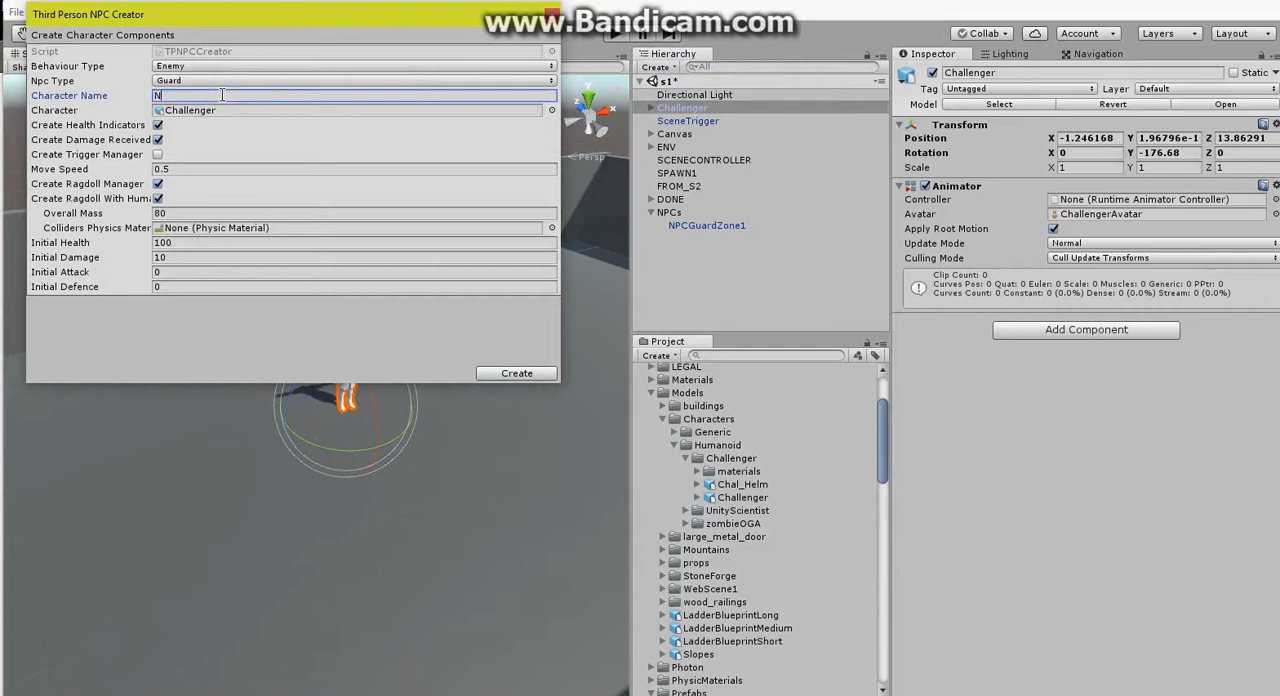 www.Bandicam.com
File
Third Person NPC Creator
Create Character Components
Script TPNPCCreator
Behaviour Type Enemy
Npc Type Guard
Character Name N
Character Challenger
Create Health Indicators
Create Damage Received
Create Trigger Manager
Move Speed 0.5
Create Ragdoll Manager
Create Ragdoll With Huma
Overall Mass 80
Colliders Physics Mater None (Physic Material)
Initial Health 100
Initial Damage 10
Initial Attack 0
Initial Defence 0
Create
Persp
y
x
z
Collab
Account
Layers
Layout
Hierarchy
Create All
s1*
Directional Light
Challenger
SceneTrigger
Canvas
ENV
SCENECONTROLLER
SPAWN1
FROM_S2
DONE
NPCs
NPCGuardZone1
Project
Create
LEGAL
Materials
Models
buildings
Characters
Generic
Humanoid
Challenger
materials
Chal_Helm
Challenger
UnityScientist
zombieOGA
large_metal_door
Mountains
props
StoneForge
WebScene1
wood_railings
LadderBlueprintLong
LadderBlueprintMedium
LadderBlueprintShort
Slopes
Photon
PhysicMaterials
Prefabs
Inspector Lighting Navigation
Challenger Static
Tag Untagged Layer Default
Model Select Revert Open
Transform
Position X -1.246168 Y 1.96796e-1 Z 13.86291
Rotation X 0 Y -176.68 Z 0
Scale X 1 Y 1 Z 1
Animator
Controller None (Runtime Animator Controller)
Avatar ChallengerAvatar
Apply Root Motion
Update Mode Normal
Culling Mode Cull Update Transforms
Clip Count: 0
Curves Pos: 0 Quat: 0 Euler: 0 Scale: 0 Muscles: 0 Generic: 0 PPtr: 0
Curves Count: 0 Constant: 0 (0.0%) Dense: 0 (0.0%) Stream: 0 (0.0%)
Add Component